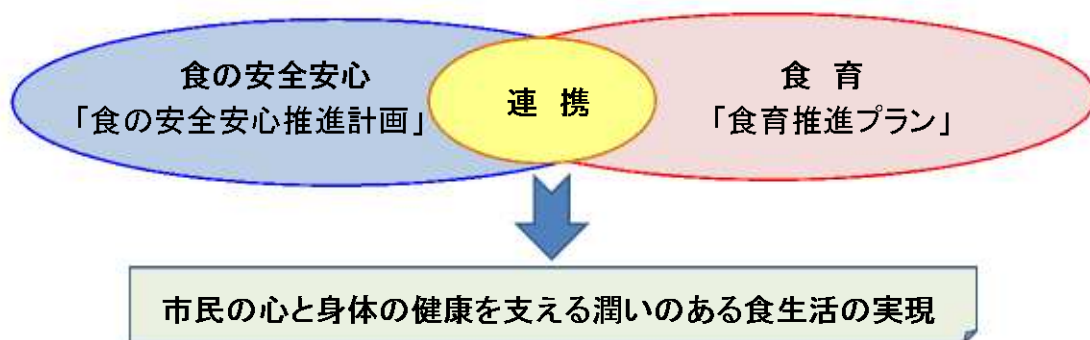 食の安全安心
「食の安全安心推進計画」
連 携
食 育
「食育推進プラン」
市民の心と身体の健康を支える潤いのある食生活の実現